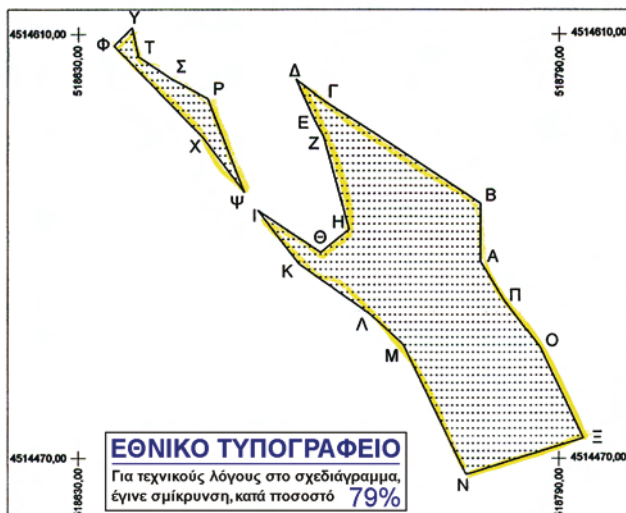 4514610,00
518630,00
4514610,00
518790,00
Υ
Φ
Τ
Σ
Ρ
Χ
Ψ
Δ
Γ
Ε
Ζ
Β
Η
Ι
Θ
Α
Κ
Π
Λ
Ο
Μ
Ξ
Ν
4514470,00
518630,00
4514470,00
518790,00
ΕΘΝΙΚΟ ΤΥΠΟΓΡΑΦΕΙΟ
Για τεχνικούς λόγους στο σχεδιάγραμμα,
έγινε σμίκρυνση, κατά ποσοστό 79%